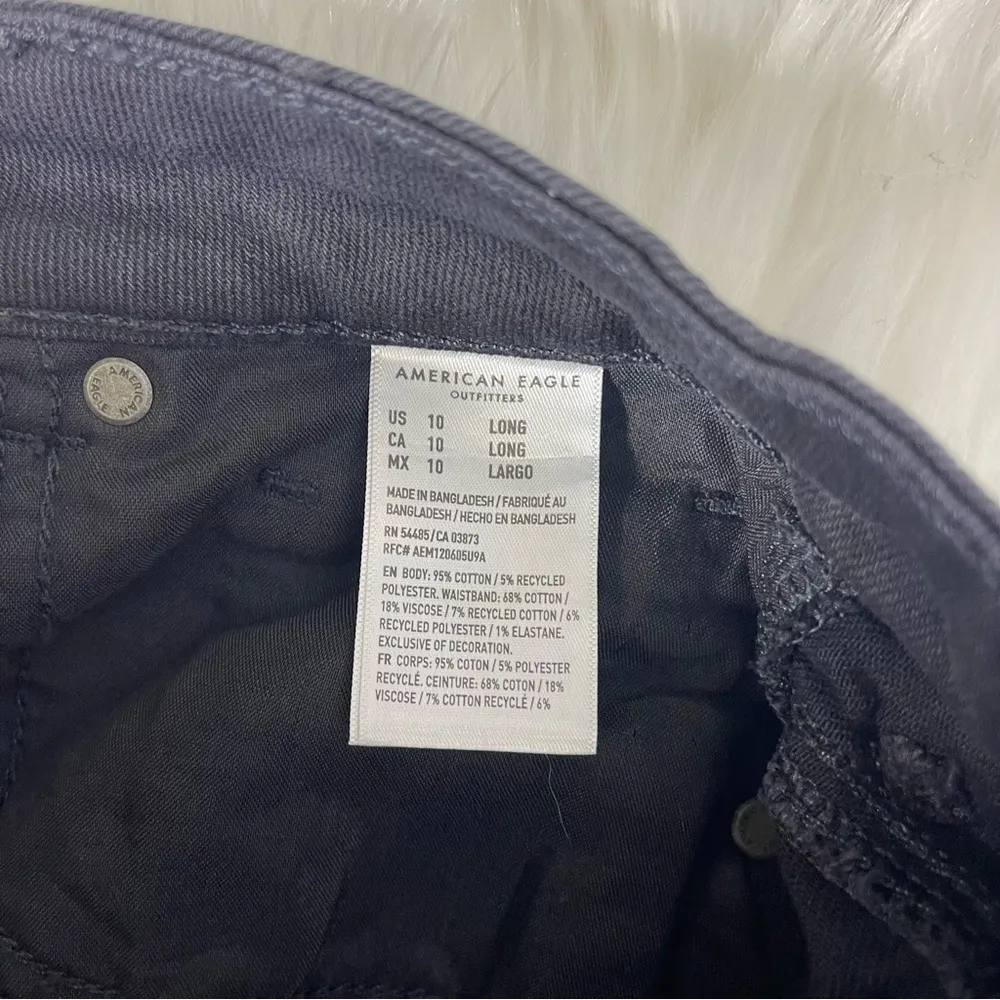 AMERICAN
EAGLE
AMERICAN EAGLE
OUTFITTERS
US 10 LONG
CA 10 LONG
MX 10 LARGO
MADE IN BANGLADESH / FABRIQUÉ AU
BANGLADESH / HECHO EN BANGLADESH
RN 54485 / CA 03873
RFC# AEM120605U9A
EN BODY: 95% COTTON / 5% RECYCLED
POLYESTER. WAISTBAND: 68% COTTON /
18% VISCOSE / 7% RECYCLED COTTON / 6%
RECYCLED POLYESTER / 1% ELASTANE.
EXCLUSIVE OF DECORATION.
FR CORPS: 95% COTON / 5% POLYESTER
RECYCLÉ. CEINTURE: 68% COTON / 18%
VISCOSE / 7% COTTON RECYCLÉ / 6%